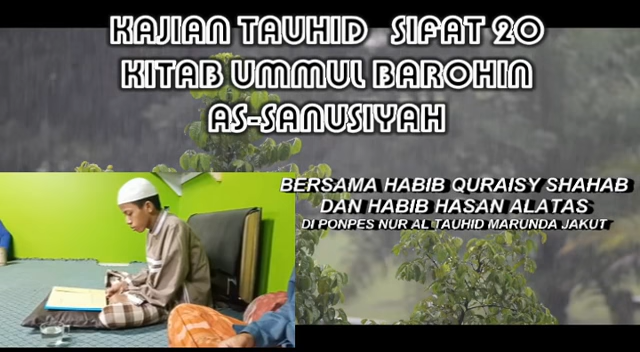 KAJIAN TAUHID SIFAT 20
KITAB UMMUL BAROHIN
AS-SANUSIYAH
BERSAMA HABIB QURAISY SHAHAB
DAN HABIB HASAN ALATAS
DI PONPES NUR AL TAUHID MARUNDA JAKUT